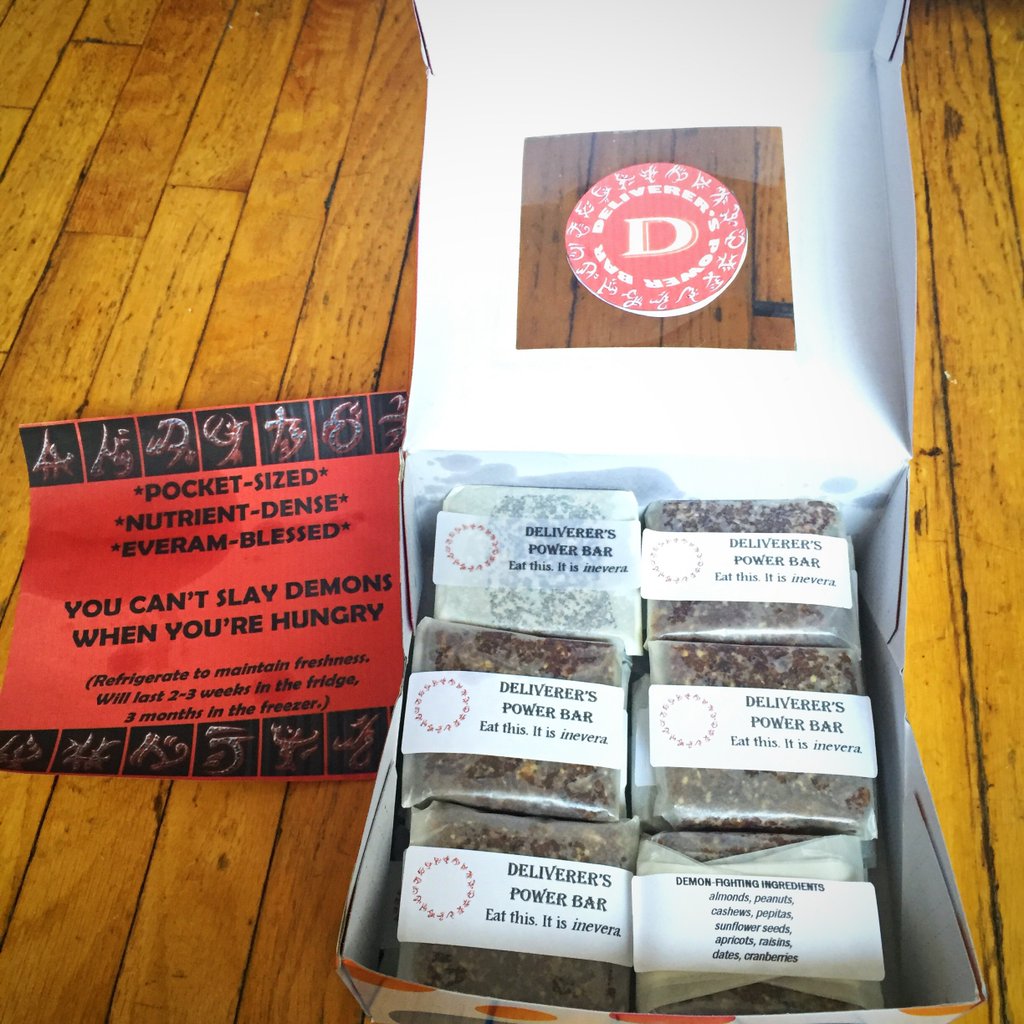 DELIVERER'S POWER BAR
D
*POCKET-SIZED*
*NUTRIENT-DENSE*
*EVERAM-BLESSED*
YOU CAN'T SLAY DEMONS
WHEN YOU'RE HUNGRY
(Refrigerate to maintain freshness.
Will last 2-3 weeks in the fridge,
3 months in the freezer.)
DELIVERER'S
POWER BAR
Eat this. It is inevera.
DELIVERER'S
POWER BAR
Eat this. It is inevera.
DELIVERER'S
POWER BAR
Eat this. It is inevera.
DELIVERER'S
POWER BAR
Eat this. It is inevera.
DELIVERER'S
POWER BAR
Eat this. It is inevera.
DEMON-FIGHTING INGREDIENTS
almonds, peanuts,
cashews, pepitas,
sunflower seeds,
apricots, raisins,
dates, cranberries